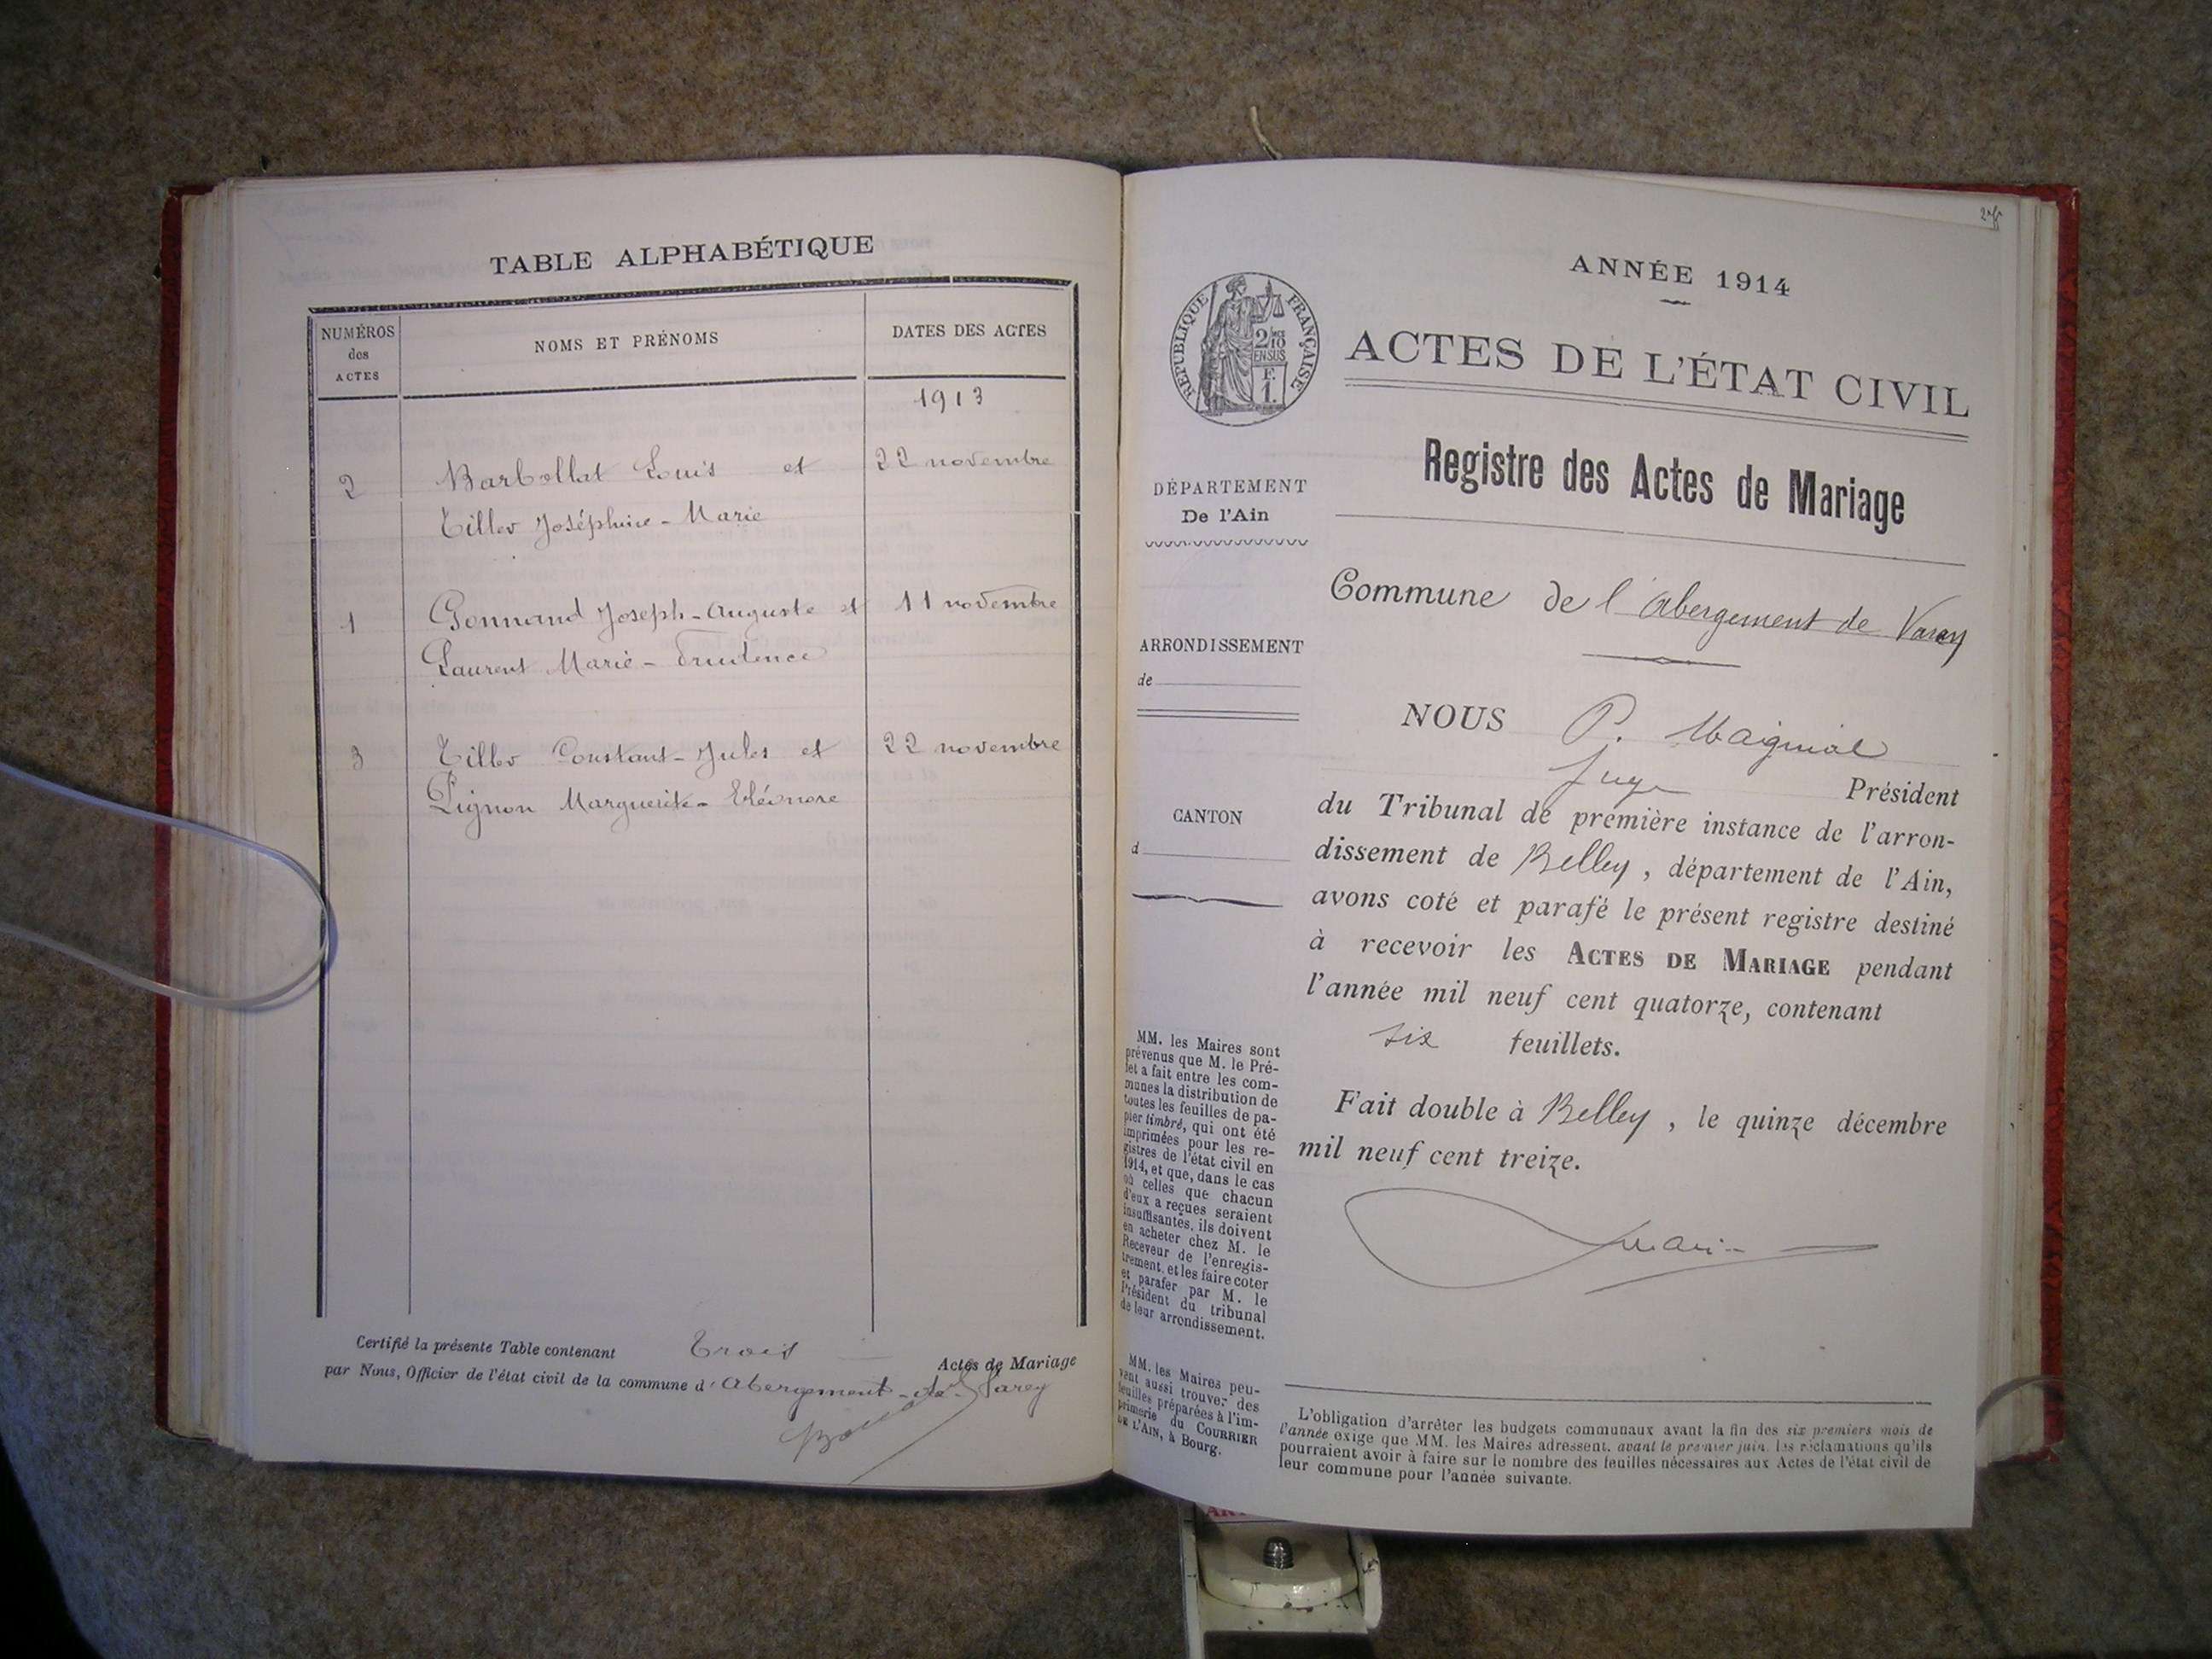 TABLE ALPHABÉTIQUE
NUMÉROS
des
ACTES
NOMS ET PRÉNOMS
DATES DES ACTES
1913
2 Barbollat Louis et 22 novembre
Tiller Joséphine-Marie
1 Gonnand Joseph-Auguste et 11 novembre
Laurent Marie-Prudence
3 Tiller Constant-Jules et 22 novembre
Pignon Marguerite-Eléonore
Certifié la présente Table contenant trois Actes de Mariage
par Nous, Officier de l'état civil de la commune d'Abergement-de-Varey
ANNÉE 1914
RÉPUBLIQUE FRANÇAISE
2/10
EN SUS
F.
1.
ACTES DE L'ÉTAT CIVIL
Registre des Actes de Mariage
DÉPARTEMENT
De l'Ain
Commune de l'Abergement de Varey
ARRONDISSEMENT
de
CANTON
d
NOUS P. Maignial
Juge Président
du Tribunal de première instance de l'arron-
dissement de Belley, département de l'Ain,
avons coté et parafé le présent registre destiné
à recevoir les ACTES DE MARIAGE pendant
l'année mil neuf cent quatorze, contenant
six feuillets.
Fait double à Belley, le quinze décembre
mil neuf cent treize.
MM. les Maires sont
prévenus que M. le Pré-
fet a fait entre les com-
munes la distribution de
toutes les feuilles de pa-
pier timbré, qui ont été
imprimées pour les re-
gistres de l'état civil en
1914, et que, dans le cas
où celles que chacun
d'eux a reçues seraient
insuffisantes, ils doivent
en acheter chez M. le
Receveur de l'enregis-
trement, et les faire coter
et parafer par M. le
Président du tribunal
de leur arrondissement.
MM. les Maires peu-
vent aussi trouver des
feuilles préparées à l'im-
primerie du COURRIER
DE L'AIN, à Bourg.
L'obligation d'arrêter les budgets communaux avant la fin des six premiers mois de
l'année exige que MM. les Maires adressent, avant le premier juin, les réclamations qu'ils
pourraient avoir à faire sur le nombre des feuilles nécessaires aux Actes de l'état civil de
leur commune pour l'année suivante.